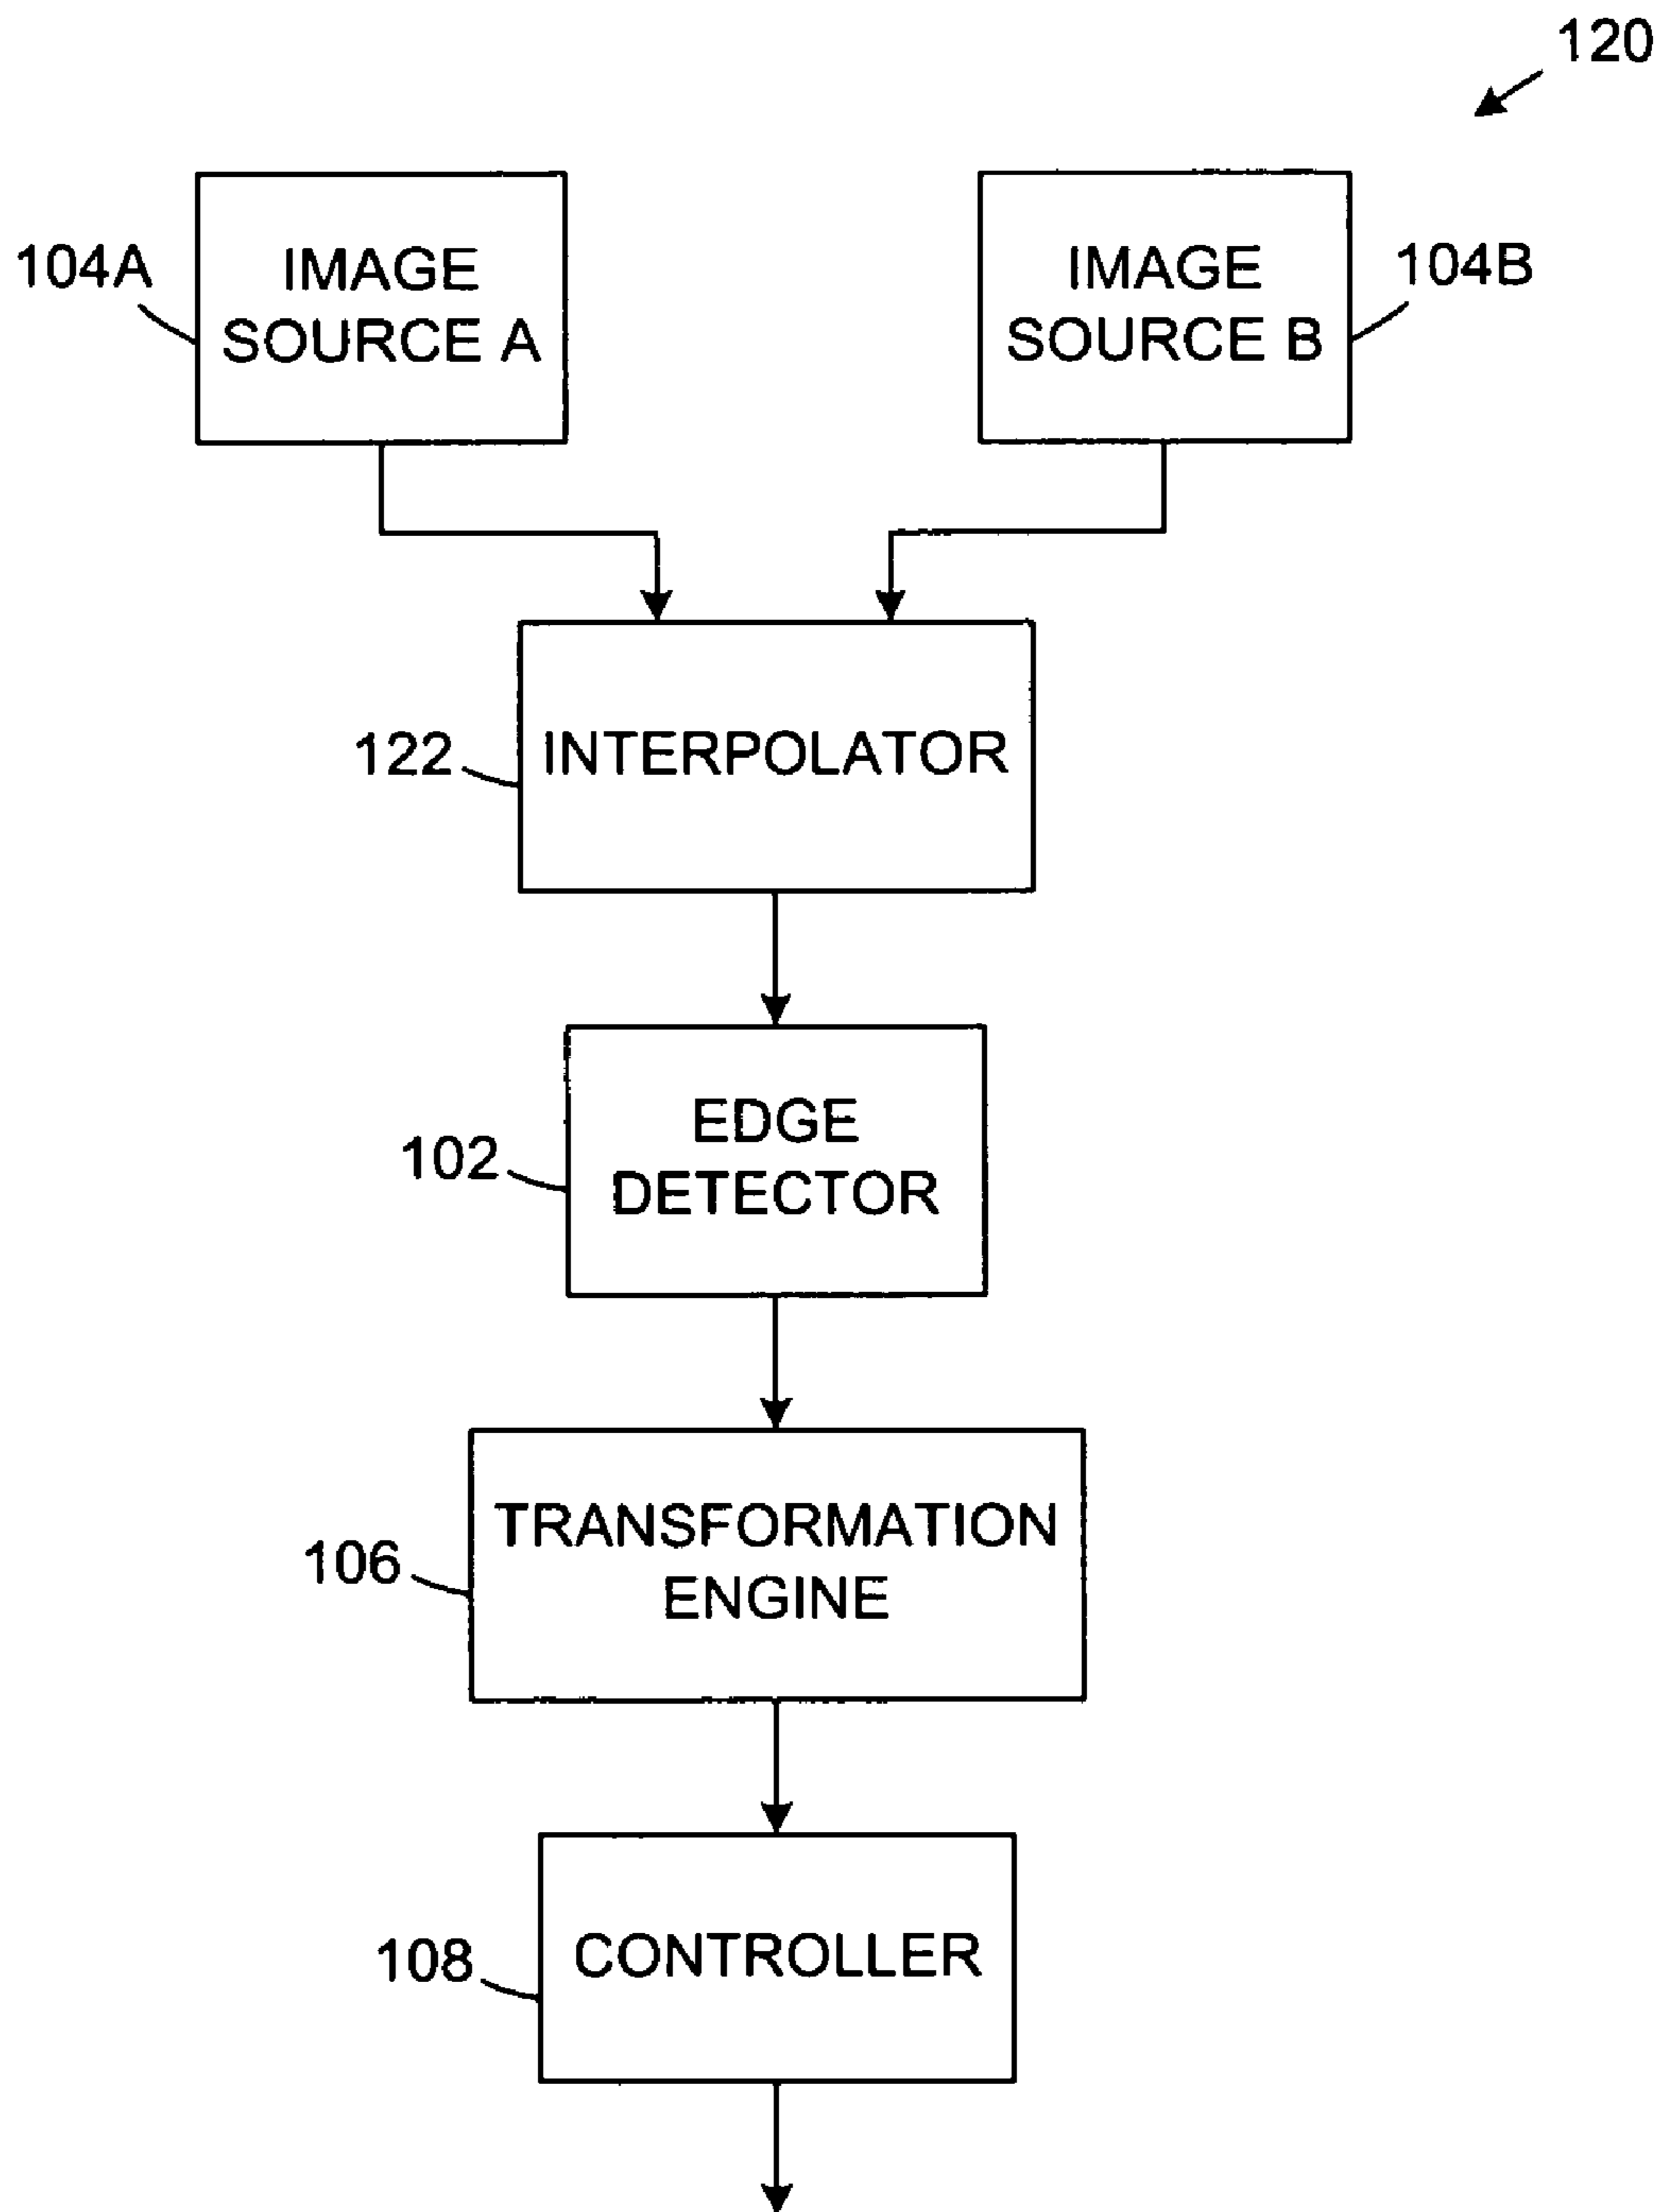 120
104A
IMAGE
SOURCE A
IMAGE
SOURCE B
104B
122
INTERPOLATOR
102
EDGE
DETECTOR
106
TRANSFORMATION
ENGINE
108
CONTROLLER